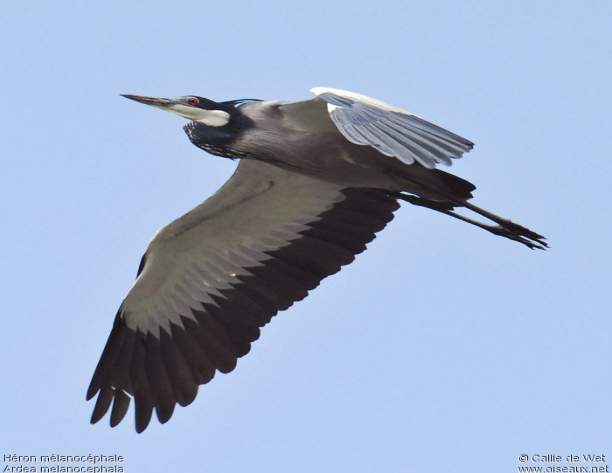 Héron mélanocéphale
Ardea melanocephala
© Callie de Wet
www.oiseaux.net